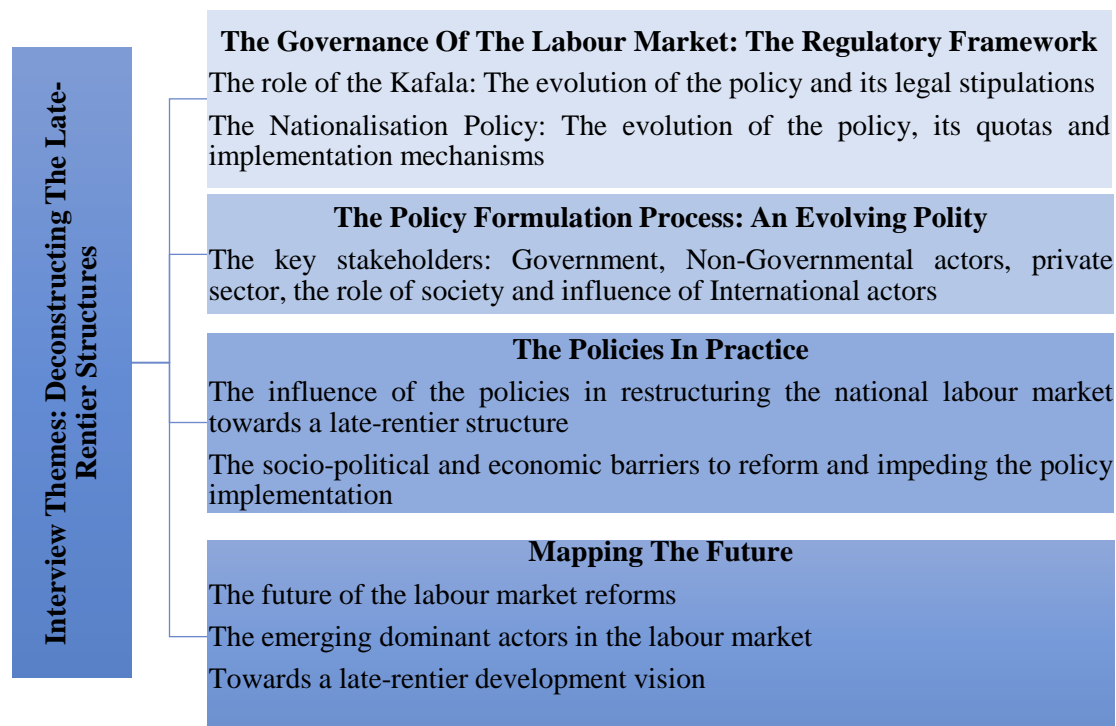 Interview Themes: Deconstructing The Late-
Rentier Structures
The Governance Of The Labour Market: The Regulatory Framework
The role of the Kafala: The evolution of the policy and its legal stipulations
The Nationalisation Policy: The evolution of the policy, its quotas and
implementation mechanisms
The Policy Formulation Process: An Evolving Polity
The key stakeholders: Government, Non-Governmental actors, private
sector, the role of society and influence of International actors
The Policies In Practice
The influence of the policies in restructuring the national labour market
towards a late-rentier structure
The socio-political and economic barriers to reform and impeding the policy
implementation
Mapping The Future
The future of the labour market reforms
The emerging dominant actors in the labour market
Towards a late-rentier development vision